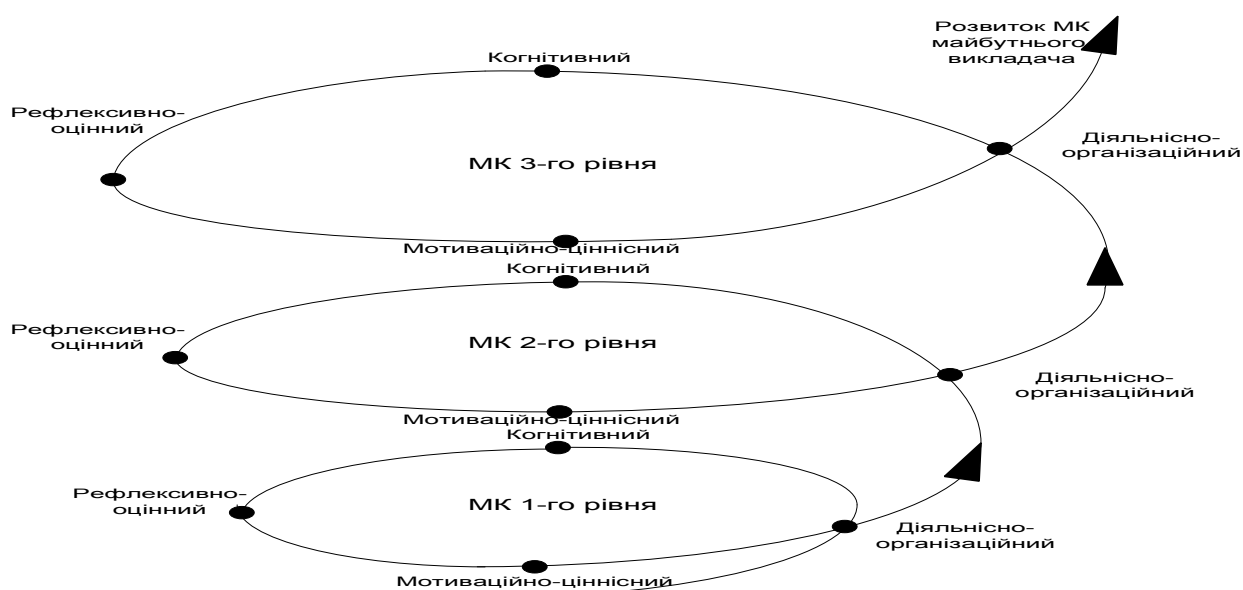 Розвиток МК
майбутнього
викладача
Когнітивний
Рефлексивно-
оцінний
Діяльнісно-
організаційний
МК 3-го рівня
Мотиваційно-ціннісний
Когнітивний
Рефлексивно-
оцінний
МК 2-го рівня
Діяльнісно-
організаційний
Мотиваційно-ціннісний
Когнітивний
Рефлексивно-
оцінний
МК 1-го рівня
Діяльнісно-
організаційний
Мотиваційно-ціннісний